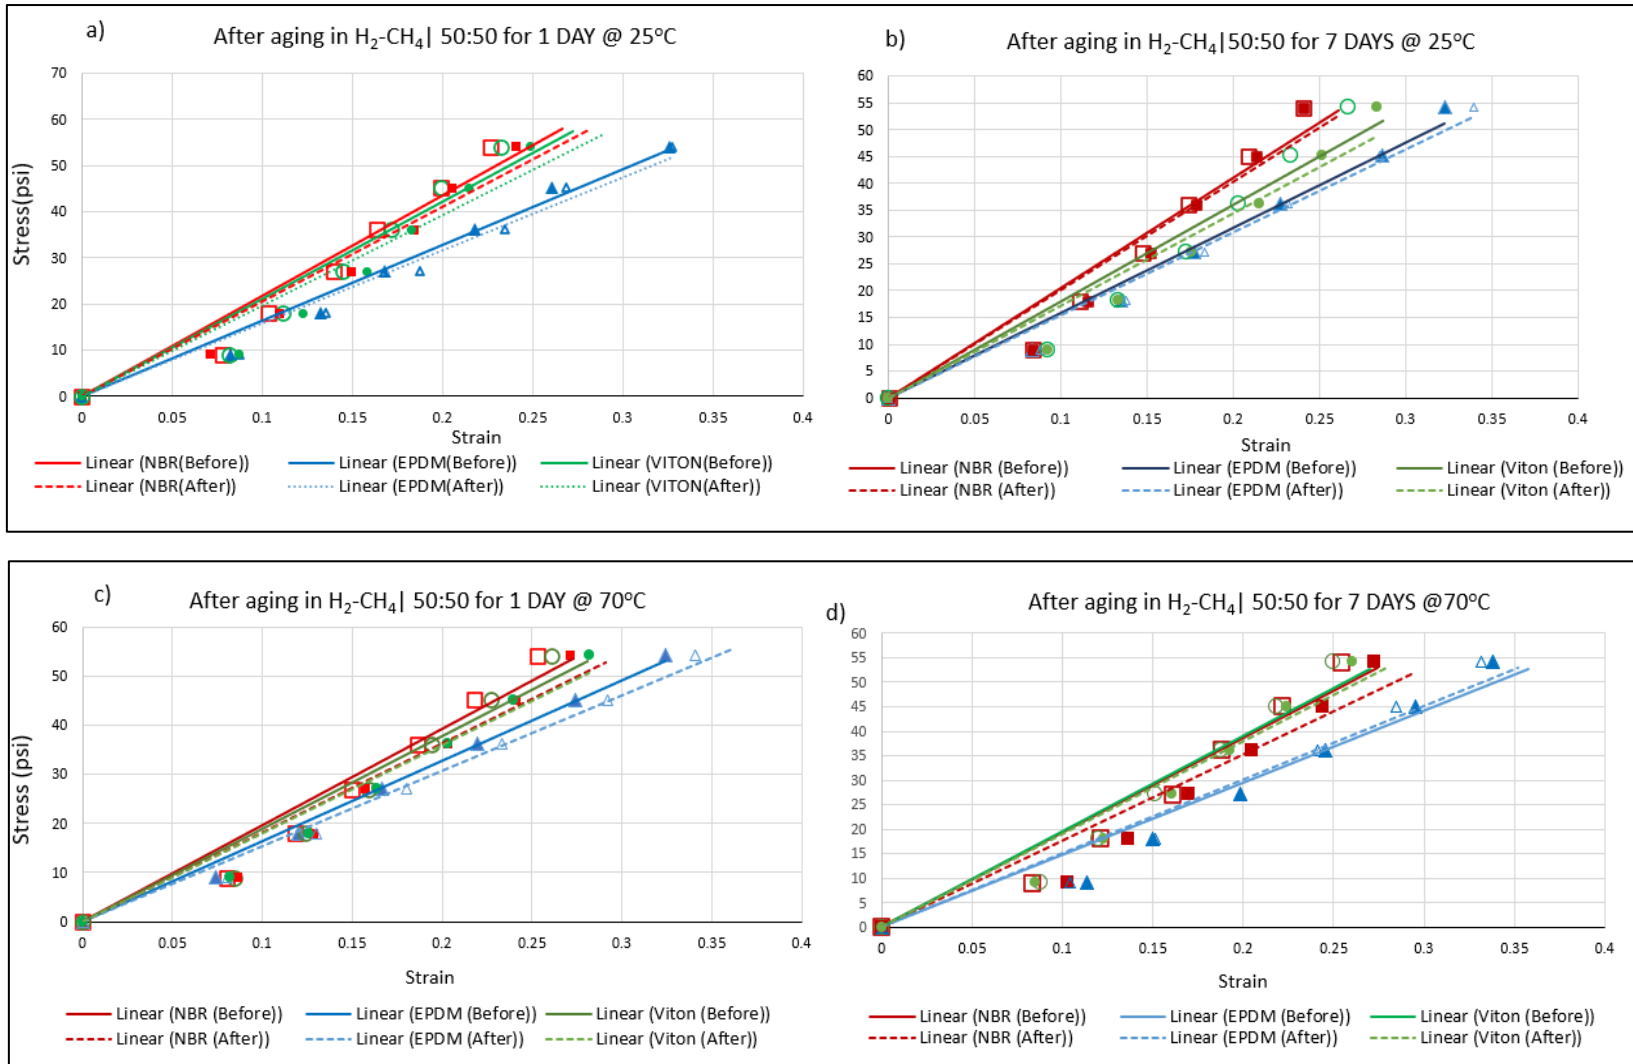 a)
After aging in H₂-CH₄| 50:50 for 1 DAY @ 25°C
70
60
50
40
30
20
10
0
Stress(psi)
0 0.05 0.1 0.15 0.2 0.25 0.3 0.35 0.4
Strain
Linear (NBR(Before)) Linear (EPDM(Before)) Linear (VITON(Before))
Linear (NBR(After)) Linear (EPDM(After)) Linear (VITON(After))
b)
After aging in H₂-CH₄|50:50 for 7 DAYS @ 25°C
60
55
50
45
40
35
30
25
20
15
10
5
0
0 0.05 0.1 0.15 0.2 0.25 0.3 0.35 0.4
Strain
Linear (NBR (Before)) Linear (EPDM (Before)) Linear (Viton (Before))
Linear (NBR (After)) Linear (EPDM (After)) Linear (Viton (After))
c)
After aging in H₂-CH₄| 50:50 for 1 DAY @ 70°C
60
50
40
30
20
10
0
Stress (psi)
0 0.05 0.1 0.15 0.2 0.25 0.3 0.35 0.4
Strain
Linear (NBR (Before)) Linear (EPDM (Before)) Linear (Viton (Before))
Linear (NBR (After)) Linear (EPDM (After)) Linear (Viton (After))
d)
After aging in H₂-CH₄| 50:50 for 7 DAYS @70°C
60
55
50
45
40
35
30
25
20
15
10
5
0
0 0.05 0.1 0.15 0.2 0.25 0.3 0.35 0.4
Strain
Linear (NBR (Before)) Linear (EPDM (Before)) Linear (Viton (Before))
Linear (NBR (After)) Linear (EPDM (After)) Linear (Viton (After))